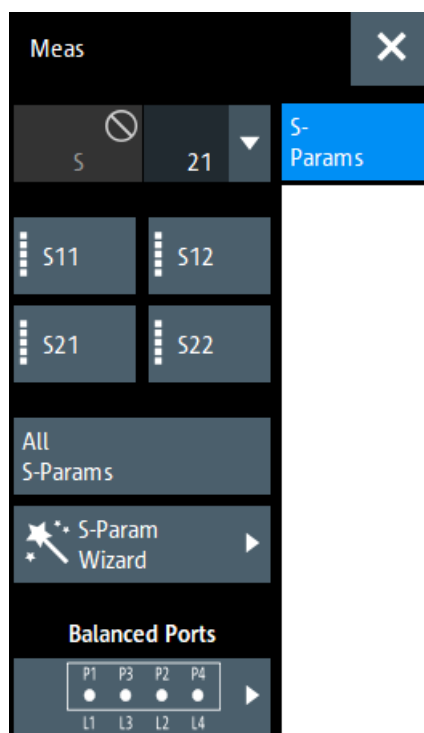 Meas
S
21
S-
Params
S11
S12
S21
S22
All
S-Params
S-Param
Wizard
Balanced Ports
P1 P3 P2 P4
L1 L3 L2 L4